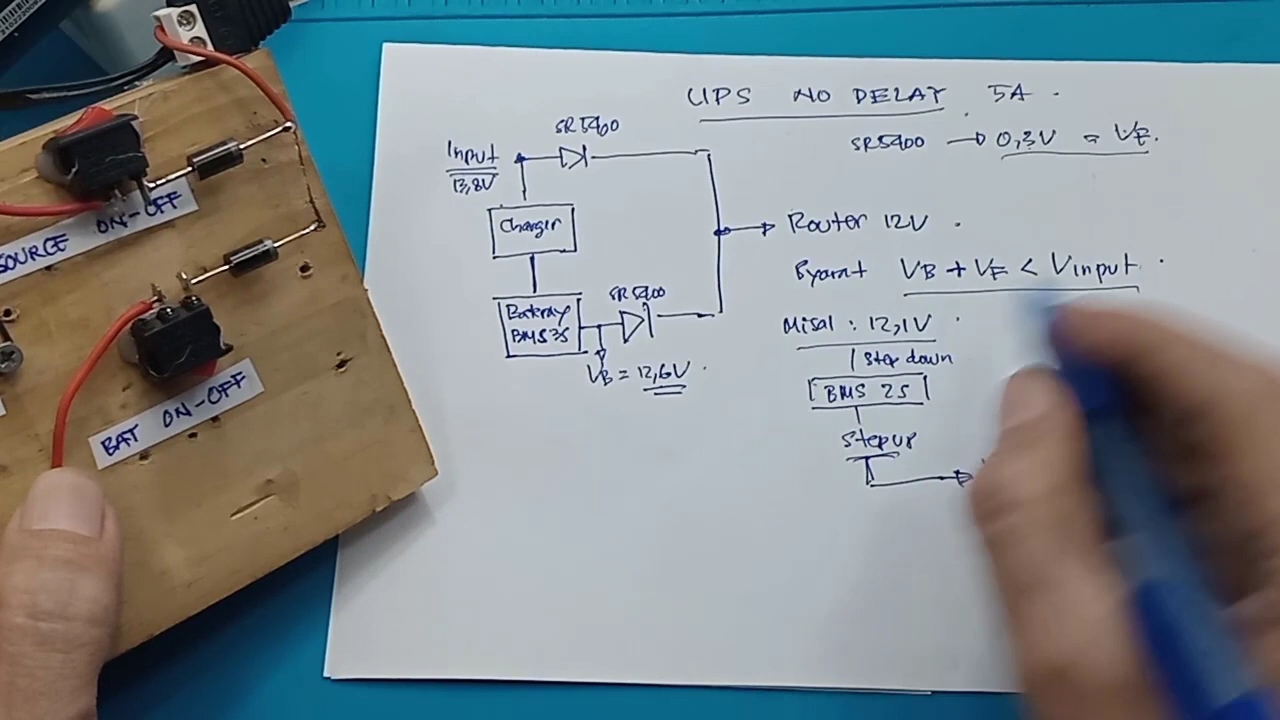 UPS NO DELAY 5A.
SR5400 → 0,3V = VF.
SR5400
Input
13,8V
Charger
Bateray
BMS 3S
SR5400
VB = 12,6V.
Router 12V.
Syarat VB + VF < Vinput.
Misal : 12,1V.
Step down
BMS 2S
Step up
SOURCE ON-OFF
BAT ON-OFF